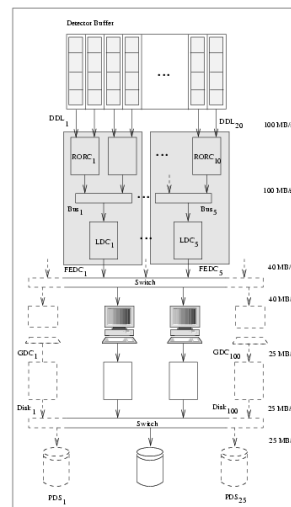 Detector Buffer
DDL1 DDL20 100 MB/
RORC1 RORC10
100 MB/
Bus1 Bus5
LDC1 LDC5
FEDC1 FEDC5 40 MB/
Switch
40 MB/
GDC1 GDC100 25 MB/
Disk1 Disk100 25 MB/
Switch
25 MB/
PDS1 PDS25